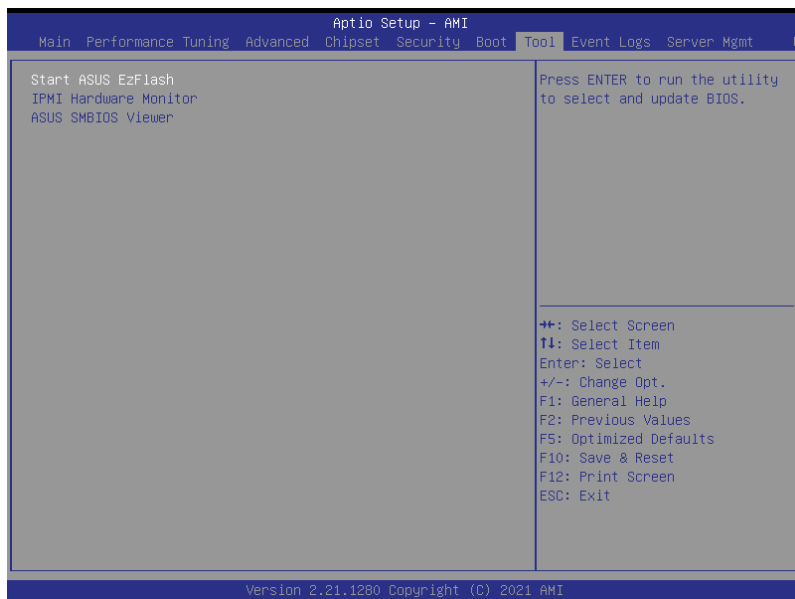 Aptio Setup – AMI
Main Performance Tuning Advanced Chipset Security Boot Tool Event Logs Server Mgmt
Start ASUS EzFlash
IPMI Hardware Monitor
ASUS SMBIOS Viewer
Press ENTER to run the utility
to select and update BIOS.
→←: Select Screen
↑↓: Select Item
Enter: Select
+/-: Change Opt.
F1: General Help
F2: Previous Values
F5: Optimized Defaults
F10: Save & Reset
F12: Print Screen
ESC: Exit
Version 2.21.1280 Copyright (C) 2021 AMI